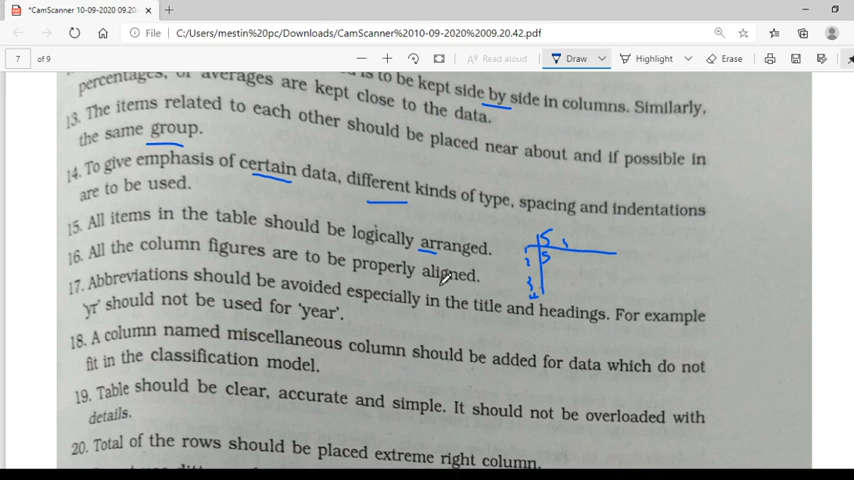 *CamScanner 10-09-2020 09.20.
File C:/Users/mestin%20pc/Downloads/CamScanner%2010-09-2020%2009.20.42.pdf
7 of 9 Read aloud Draw Highlight Erase
is to be kept side by side in columns. Similarly,
percentages, or averages are kept close to the data.
13. The items related to each other should be placed near about and if possible in
the same group.
14. To give emphasis of certain data, different kinds of type, spacing and indentations
are to be used.
15. All items in the table should be logically arranged.
16. All the column figures are to be properly aligned.
17. Abbreviations should be avoided especially in the title and headings. For example
'yr' should not be used for 'year'.
18. A column named miscellaneous column should be added for data which do not
fit in the classification model.
19. Table should be clear, accurate and simple. It should not be overloaded with
details.
20. Total of the rows should be placed extreme right column.